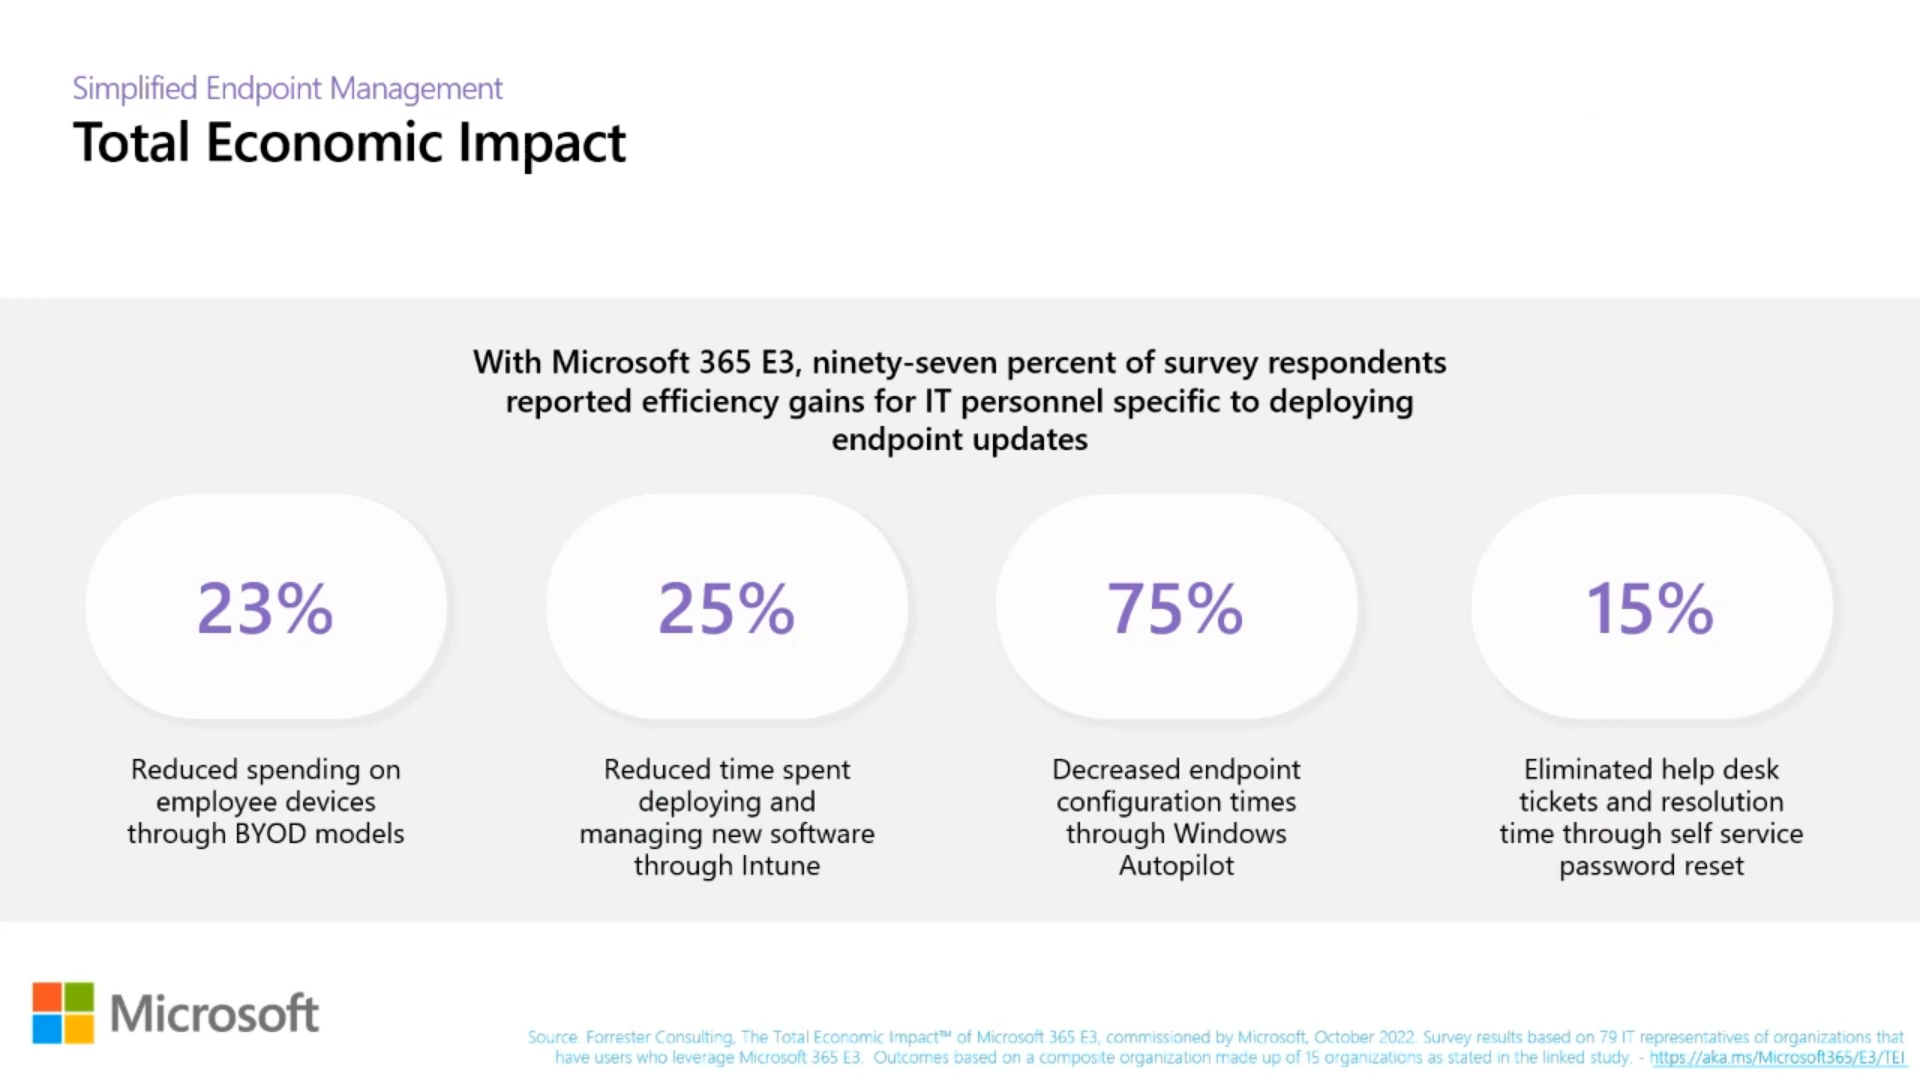 Simplified Endpoint Management
Total Economic Impact
With Microsoft 365 E3, ninety-seven percent of survey respondents
reported efficiency gains for IT personnel specific to deploying
endpoint updates
23%
Reduced spending on
employee devices
through BYOD models
25%
Reduced time spent
deploying and
managing new software
through Intune
75%
Decreased endpoint
configuration times
through Windows
Autopilot
15%
Eliminated help desk
tickets and resolution
time through self service
password reset
Microsoft
Source. Forrester Consulting, The Total Economic Impact™ of Microsoft 365 E3, commissioned by Microsoft, October 2022. Survey results based on 79 IT representatives of organizations that
have users who leverage Microsoft 365 E3. Outcomes based on a composite organization made up of 15 organizations as stated in the linked study. - https://aka.ms/Microsoft365/E3/TEI